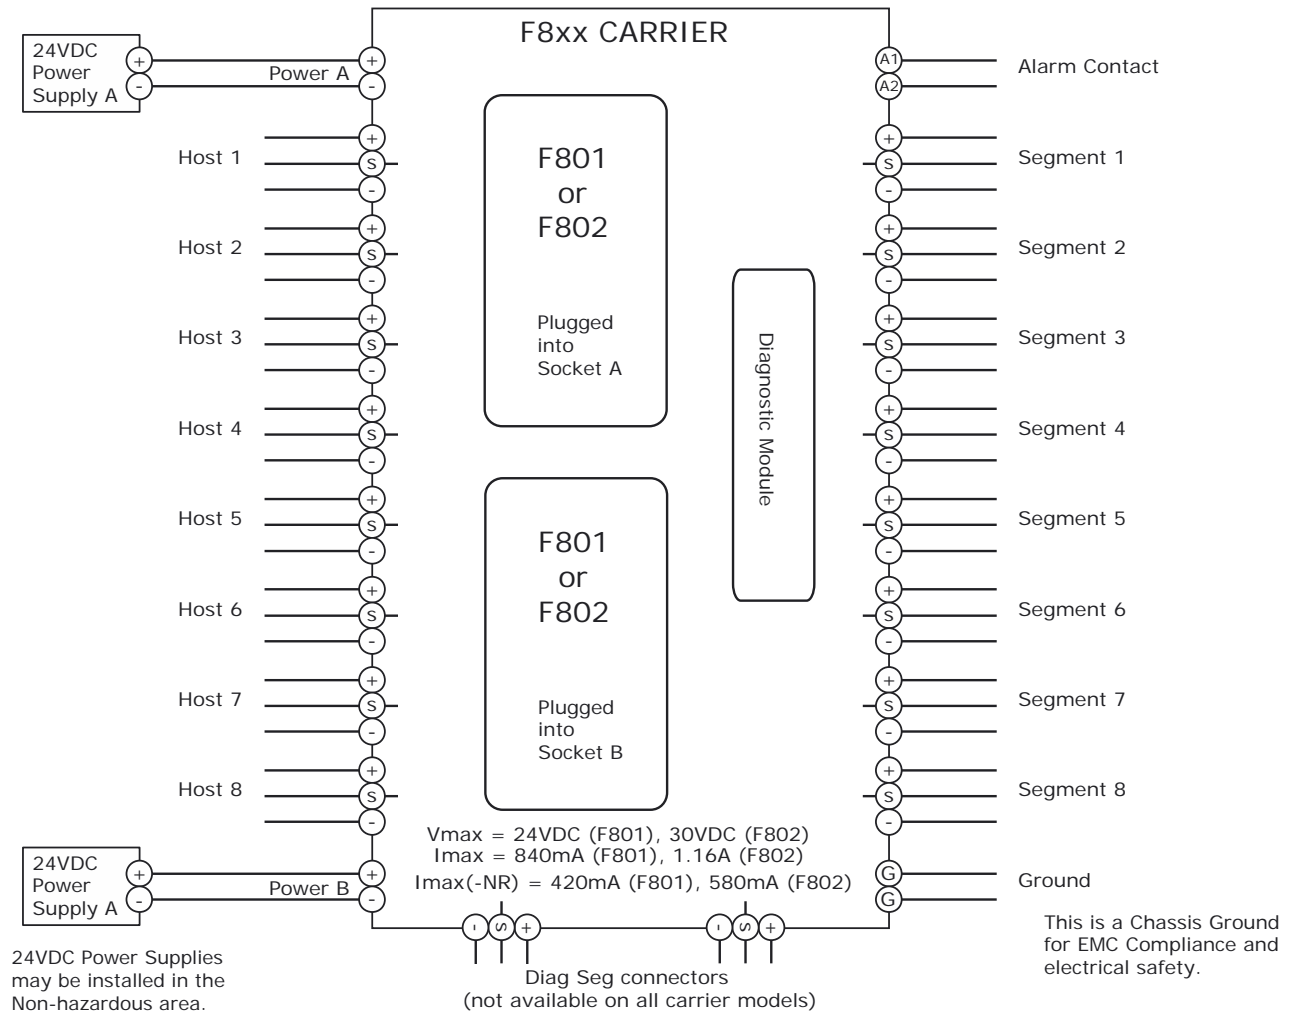 F8xx CARRIER
24VDC
Power
Supply A
+
-
Power A
+
-
A1
A2
Alarm Contact
Host 1
+
S
-
+
S
-
Segment 1
Host 2
+
S
-
+
S
-
Segment 2
Host 3
+
S
-
+
S
-
Segment 3
Host 4
+
S
-
+
S
-
Segment 4
Host 5
+
S
-
+
S
-
Segment 5
Host 6
+
S
-
+
S
-
Segment 6
Host 7
+
S
-
+
S
-
Segment 7
Host 8
+
S
-
+
S
-
Segment 8
F801
or
F802
Plugged
into
Socket A
Diagnostic Module
F801
or
F802
Plugged
into
Socket B
Vmax = 24VDC (F801), 30VDC (F802)
Imax = 840mA (F801), 1.16A (F802)
Imax(-NR) = 420mA (F801), 580mA (F802)
24VDC
Power
Supply A
+
-
Power B
+
-
G
G
Ground
This is a Chassis Ground
for EMC Compliance and
electrical safety.
- S +
- S +
Diag Seg connectors
(not available on all carrier models)
24VDC Power Supplies
may be installed in the
Non-hazardous area.